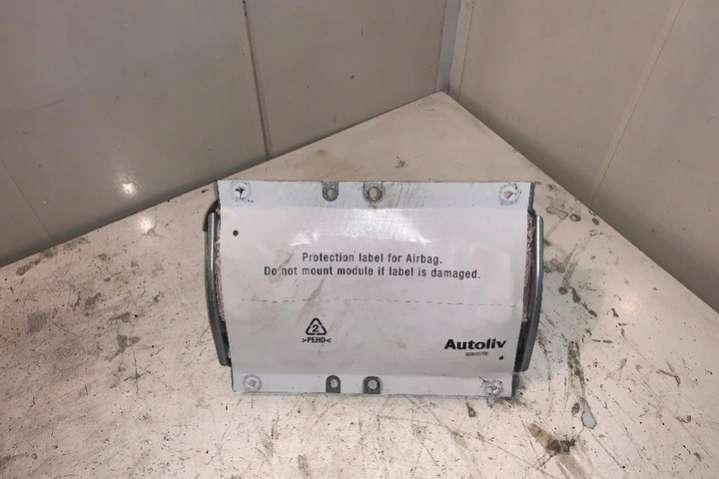 Protection label for Airbag.
Do not mount module if label is damaged.
2
>PEHD<
Autoliv